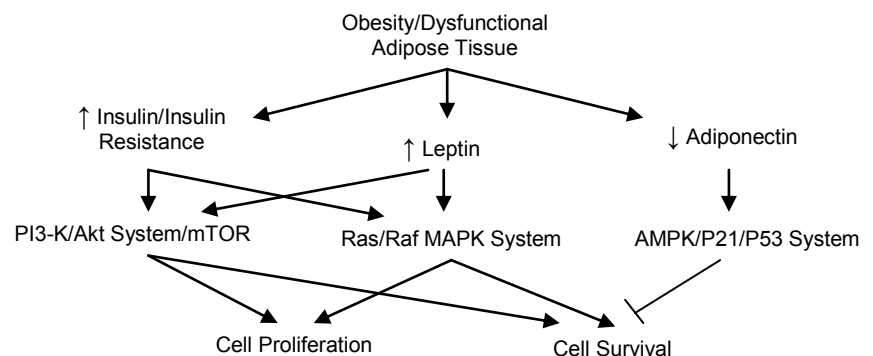 Obesity/Dysfunctional
Adipose Tissue
↑ Insulin/Insulin
Resistance
↑ Leptin
↓ Adiponectin
PI3-K/Akt System/mTOR
Ras/Raf MAPK System
AMPK/P21/P53 System
Cell Proliferation
Cell Survival